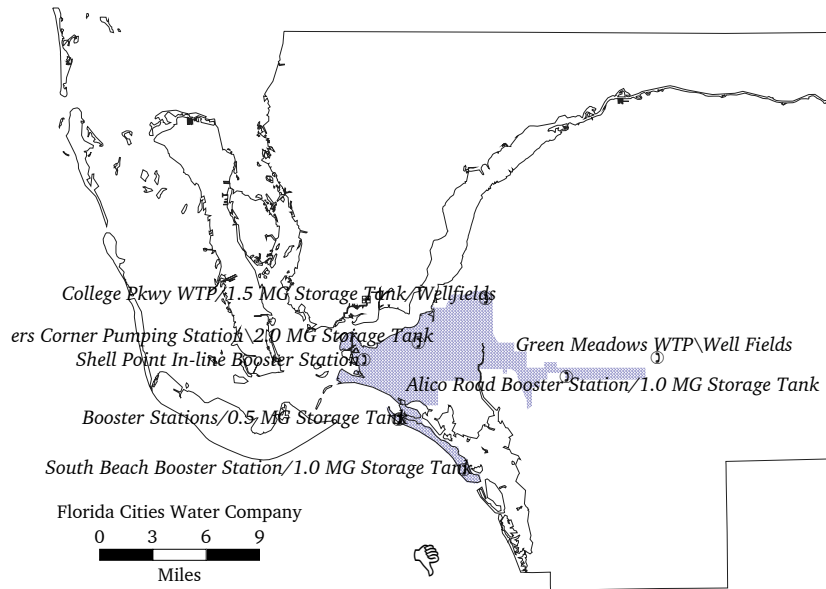 College Pkwy WTP/1.5 MG Storage Tank/Wellfields
ers Corner Pumping Station\2.0 MG Storage Tank
Green Meadows WTP\Well Fields
Shell Point In-line Booster Station
Alico Road Booster Station/1.0 MG Storage Tank
Booster Stations/0.5 MG Storage Tank
South Beach Booster Station/1.0 MG Storage Tank
Florida Cities Water Company
0 3 6 9
Miles